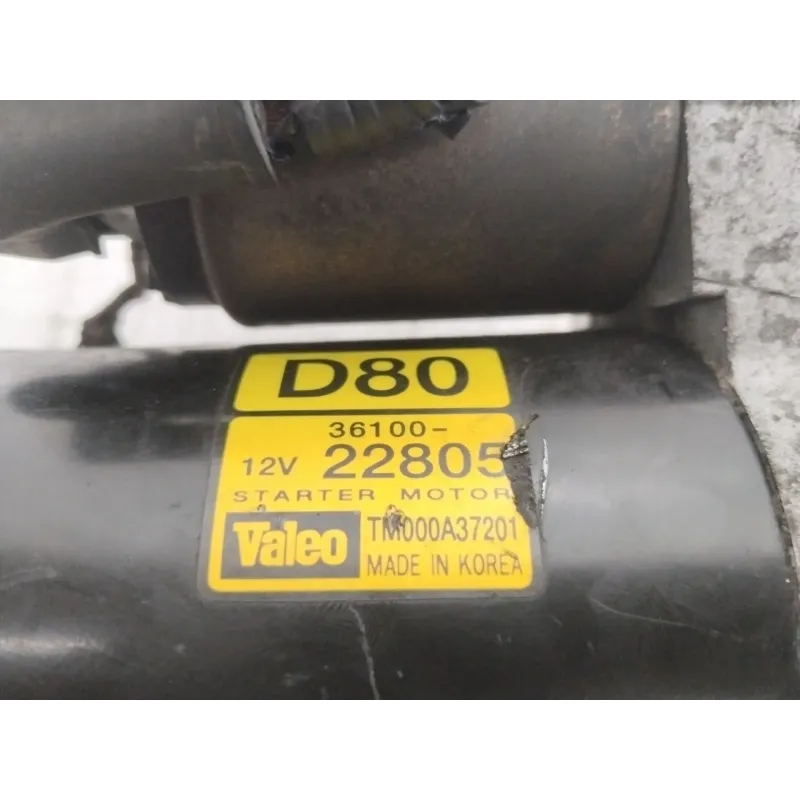 D80
36100-
12V 22805
STARTER MOTOR
Valeo TM000A37201
MADE IN KOREA